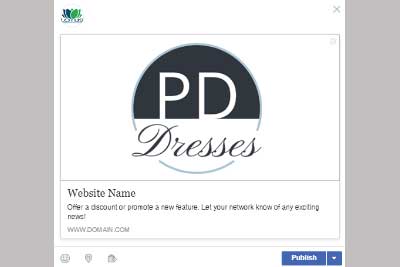 PD
Dresses
Website Name
Offer a discount or promote a new feature. Let your network know of any exciting
news!
WWW.DOMAIN.COM
Publish